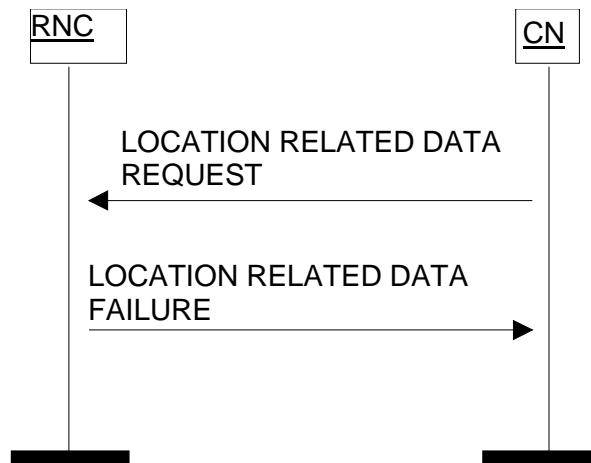 RNC
CN
LOCATION RELATED DATA
REQUEST
LOCATION RELATED DATA
FAILURE